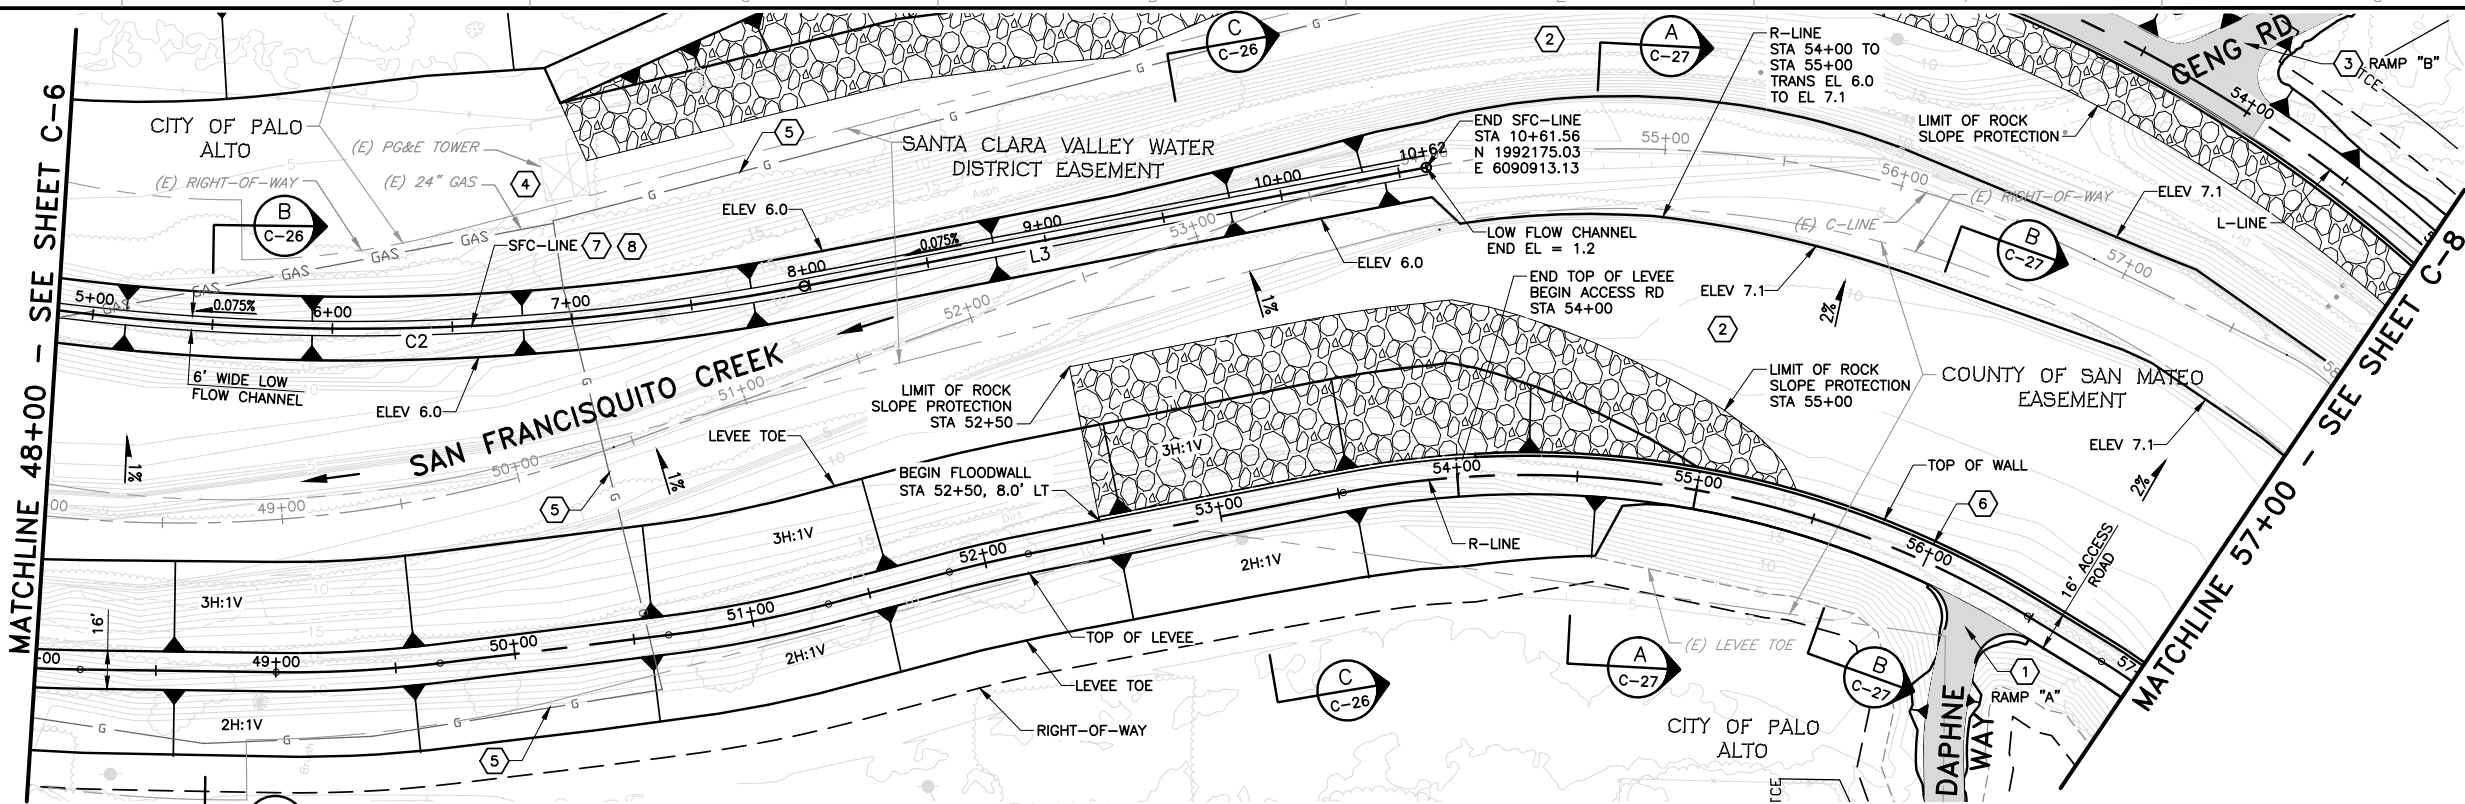 MATCHLINE 48+00 - SEE SHEET C-6
CITY OF PALO
ALTO
(E) PG&E TOWER
(E) RIGHT-OF-WAY
(E) 24" GAS
4
B
C-26
SFC-LINE
7
8
GAS
GAS
GAS
GAS
GAS
G
G
G
G
G
5
SANTA CLARA VALLEY WATER
DISTRICT EASEMENT
C
C-26
2
A
C-27
R-LINE
STA 54+00 TO
STA 55+00
TRANS EL 6.0
TO EL 7.1
END SFC-LINE
STA 10+61.56
N 1992175.03
E 6090913.13
LIMIT OF ROCK
SLOPE PROTECTION
GENG RD
54+00
3
RAMP "B"
TCE
ELEV 6.0
5+00
0.075%
6+00
7+00
8+00
0.075%
9+00
10+00
10+62
C2
L3
6' WIDE LOW
FLOW CHANNEL
ELEV 6.0
ELEV 6.0
LOW FLOW CHANNEL
END EL = 1.2
END TOP OF LEVEE
BEGIN ACCESS RD
STA 54+00
ELEV 7.1
(E) C-LINE
(E) RIGHT-OF-WAY
B
C-27
ELEV 7.1
L-LINE
49+00
50+00
51+00
52+00
53+00
55+00
56+00
57+00
SAN FRANCISQUITO CREEK
1%
1%
1%
2%
2%
2
LIMIT OF ROCK
SLOPE PROTECTION
STA 52+50
LIMIT OF ROCK
SLOPE PROTECTION
STA 55+00
COUNTY OF SAN MATEO
EASEMENT
ELEV 7.1
LEVEE TOE
BEGIN FLOODWALL
STA 52+50, 8.0' LT
3H:1V
5
G
G
G
TOP OF WALL
6
16' ACCESS
ROAD
16'
3H:1V
3H:1V
2H:1V
2H:1V
2H:1V
49+00
50+00
51+00
52+00
53+00
54+00
55+00
56+00
R-LINE
TOP OF LEVEE
LEVEE TOE
RIGHT-OF-WAY
G
G
G
G
5
C
C-26
A
C-27
(E) LEVEE TOE
B
C-27
1
RAMP "A"
CITY OF PALO
ALTO
DAPHNE
WAY
TCE
MATCHLINE 57+00 - SEE SHEET C-8